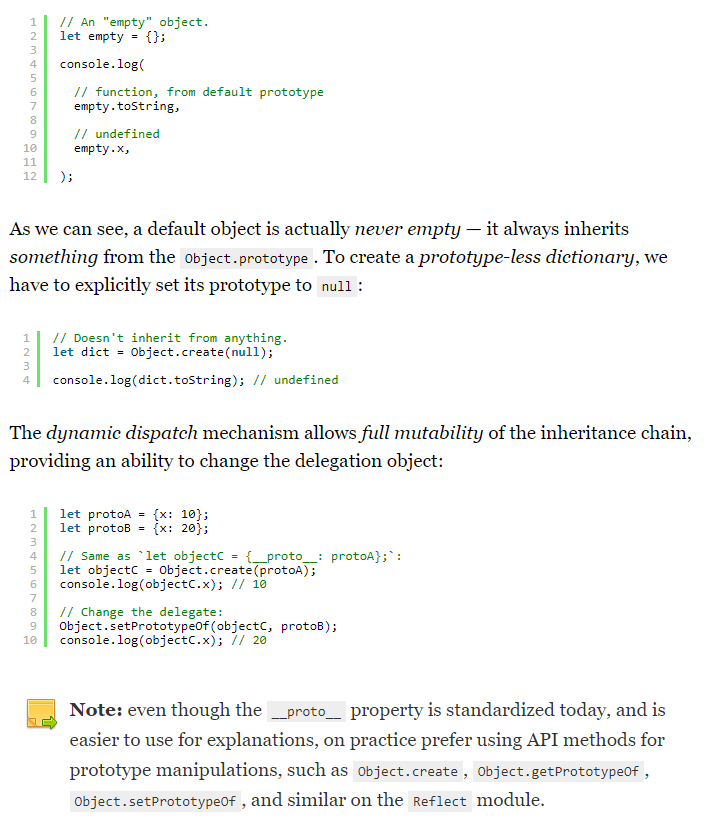 1 // An "empty" object.
2 let empty = {};
3
4 console.log(
5
6 // function, from default prototype
7 empty.toString,
8
9 // undefined
10 empty.x,
11
12 );
As we can see, a default object is actually never empty — it always inherits
something from the Object.prototype. To create a prototype-less dictionary, we
have to explicitly set its prototype to null:
1 // Doesn't inherit from anything.
2 let dict = Object.create(null);
3
4 console.log(dict.toString); // undefined
The dynamic dispatch mechanism allows full mutability of the inheritance chain,
providing an ability to change the delegation object:
1 let protoA = {x: 10};
2 let protoB = {x: 20};
3
4 // Same as `let objectC = {__proto__: protoA};`:
5 let objectC = Object.create(protoA);
6 console.log(objectC.x); // 10
7
8 // Change the delegate:
9 Object.setPrototypeOf(objectC, protoB);
10 console.log(objectC.x); // 20
Note: even though the __proto__ property is standardized today, and is
easier to use for explanations, on practice prefer using API methods for
prototype manipulations, such as Object.create, Object.getPrototypeOf,
Object.setPrototypeOf, and similar on the Reflect module.